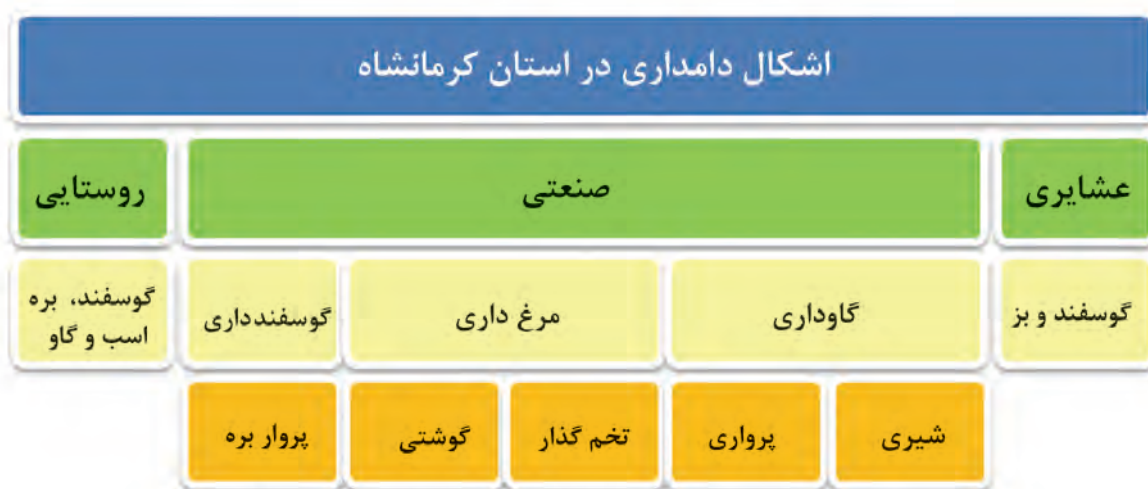 اشکال دامداری در استان کرمانشاه
عشایری
صنعتی
روستایی
گوسفند و بز
گاوداری
مرغ داری
گوسفندداری
گوسفند، بره
اسب و گاو
شیری
پرواری
تخم گذار
گوشتی
پروار بره